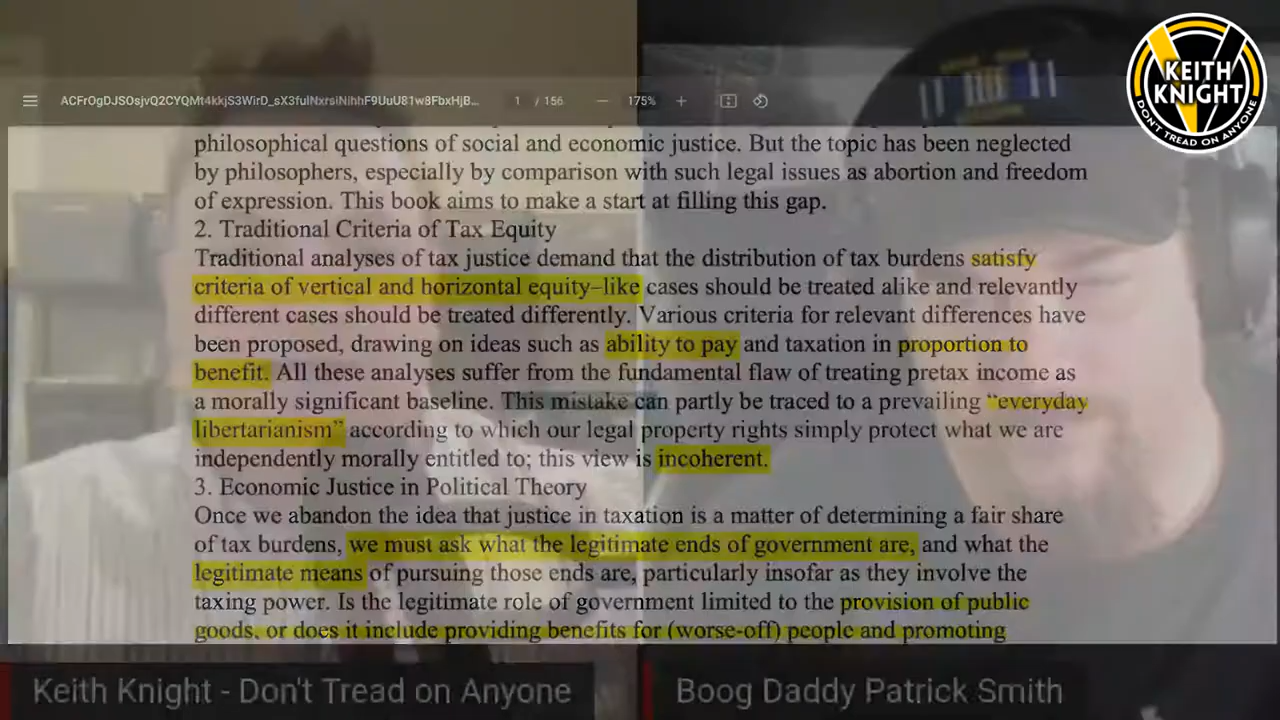 ACFrOgDJSOsjvQ2CYQMt4kkjS3WirD_sX3fulNxrsiNihhF9UuU81w8FbxHjB...
1 / 156
175%
KEITH
KNIGHT
DON'T TREAD ON ANYONE
philosophical questions of social and economic justice. But the topic has been neglected
by philosophers, especially by comparison with such legal issues as abortion and freedom
of expression. This book aims to make a start at filling this gap.
2. Traditional Criteria of Tax Equity
Traditional analyses of tax justice demand that the distribution of tax burdens satisfy
criteria of vertical and horizontal equity–like cases should be treated alike and relevantly
different cases should be treated differently. Various criteria for relevant differences have
been proposed, drawing on ideas such as ability to pay and taxation in proportion to
benefit. All these analyses suffer from the fundamental flaw of treating pretax income as
a morally significant baseline. This mistake can partly be traced to a prevailing “everyday
libertarianism” according to which our legal property rights simply protect what we are
independently morally entitled to; this view is incoherent.
3. Economic Justice in Political Theory
Once we abandon the idea that justice in taxation is a matter of determining a fair share
of tax burdens, we must ask what the legitimate ends of government are, and what the
legitimate means of pursuing those ends are, particularly insofar as they involve the
taxing power. Is the legitimate role of government limited to the provision of public
goods, or does it include providing benefits for (worse-off) people and promoting
Keith Knight - Don't Tread on Anyone
Boog Daddy Patrick Smith